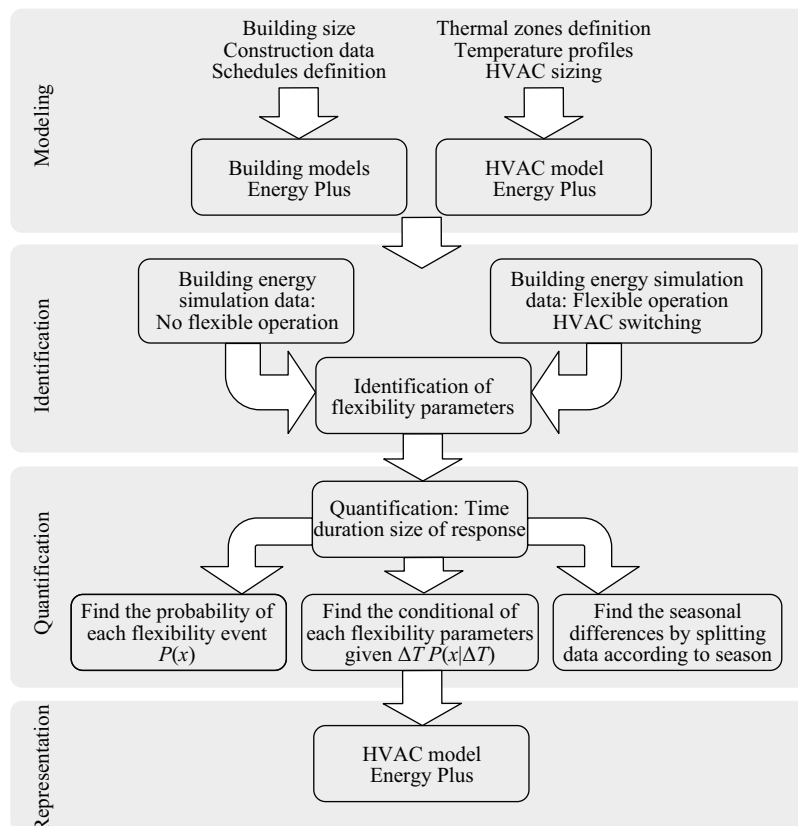 Modeling
Building size
Construction data
Schedules definition
Thermal zones definition
Temperature profiles
HVAC sizing
Building models
Energy Plus
HVAC model
Energy Plus
Identification
Building energy
simulation data:
No flexible operation
Building energy simulation
data: Flexible operation
HVAC switching
Identification of
flexibility parameters
Quantification
Quantification: Time
duration size of response
Find the probability of
each flexibility event
P(x)
Find the conditional of
each flexibility parameters
given ΔT P(x|ΔT)
Find the seasonal
differences by splitting
data according to season
Representation
HVAC model
Energy Plus